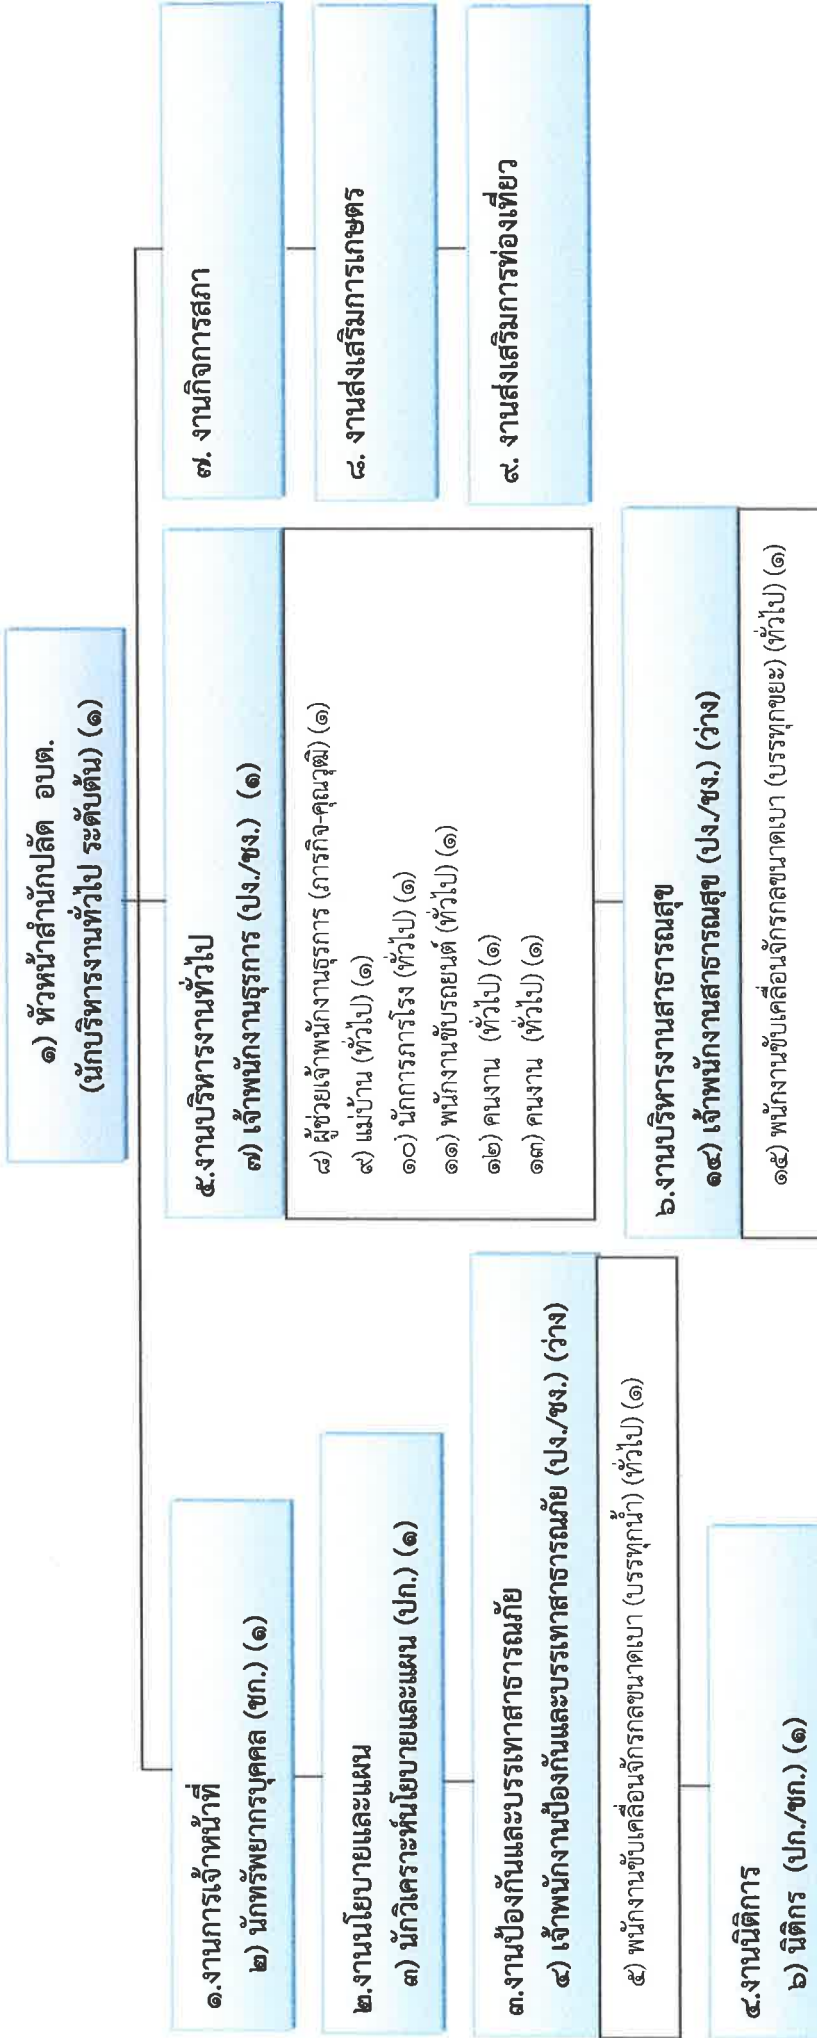 ๑) หัวหน้าสำนักปลัด อบต.
(นักบริหารงานทั่วไป ระดับต้น) (๑)
๑.งานการเจ้าหน้าที่
๒) นักทรัพยากรบุคคล (ชก.) (๑)
๒.งานนโยบายและแผน
๓) นักวิเคราะห์นโยบายและแผน (ปก.) (๑)
๓.งานป้องกันและบรรเทาสาธารณภัย
๔) เจ้าพนักงานป้องกันและบรรเทาสาธารณภัย (ปง./ชง.) (ว่าง)
๕) พนักงานขับเคลื่อนจักรกลขนาดเบา (บรรทุกน้ำ) (ทั่วไป) (๑)
๔.งานนิติการ
๖) นิติกร (ปก./ชก.) (๑)
๕.งานบริหารงานทั่วไป
๗) เจ้าพนักงานธุรการ (ปง./ชง.) (๑)
๘) ผู้ช่วยเจ้าพนักงานธุรการ (ภารกิจ-คุณวุฒิ) (๑)
๙) แม่บ้าน (ทั่วไป) (๑)
๑๐) นักการภารโรง (ทั่วไป) (๑)
๑๑) พนักงานขับรถยนต์ (ทั่วไป) (๑)
๑๒) คนงาน (ทั่วไป) (๑)
๑๓) คนงาน (ทั่วไป) (๑)
๖.งานบริหารงานสาธารณสุข
๑๔) เจ้าพนักงานสาธารณสุข (ปง./ชง.) (ว่าง)
๑๕) พนักงานขับเคลื่อนจักรกลขนาดเบา (บรรทุกขยะ) (ทั่วไป) (๑)
๗. งานกิจการสภา
๘. งานส่งเสริมการเกษตร
๙. งานส่งเสริมการท่องเที่ยว